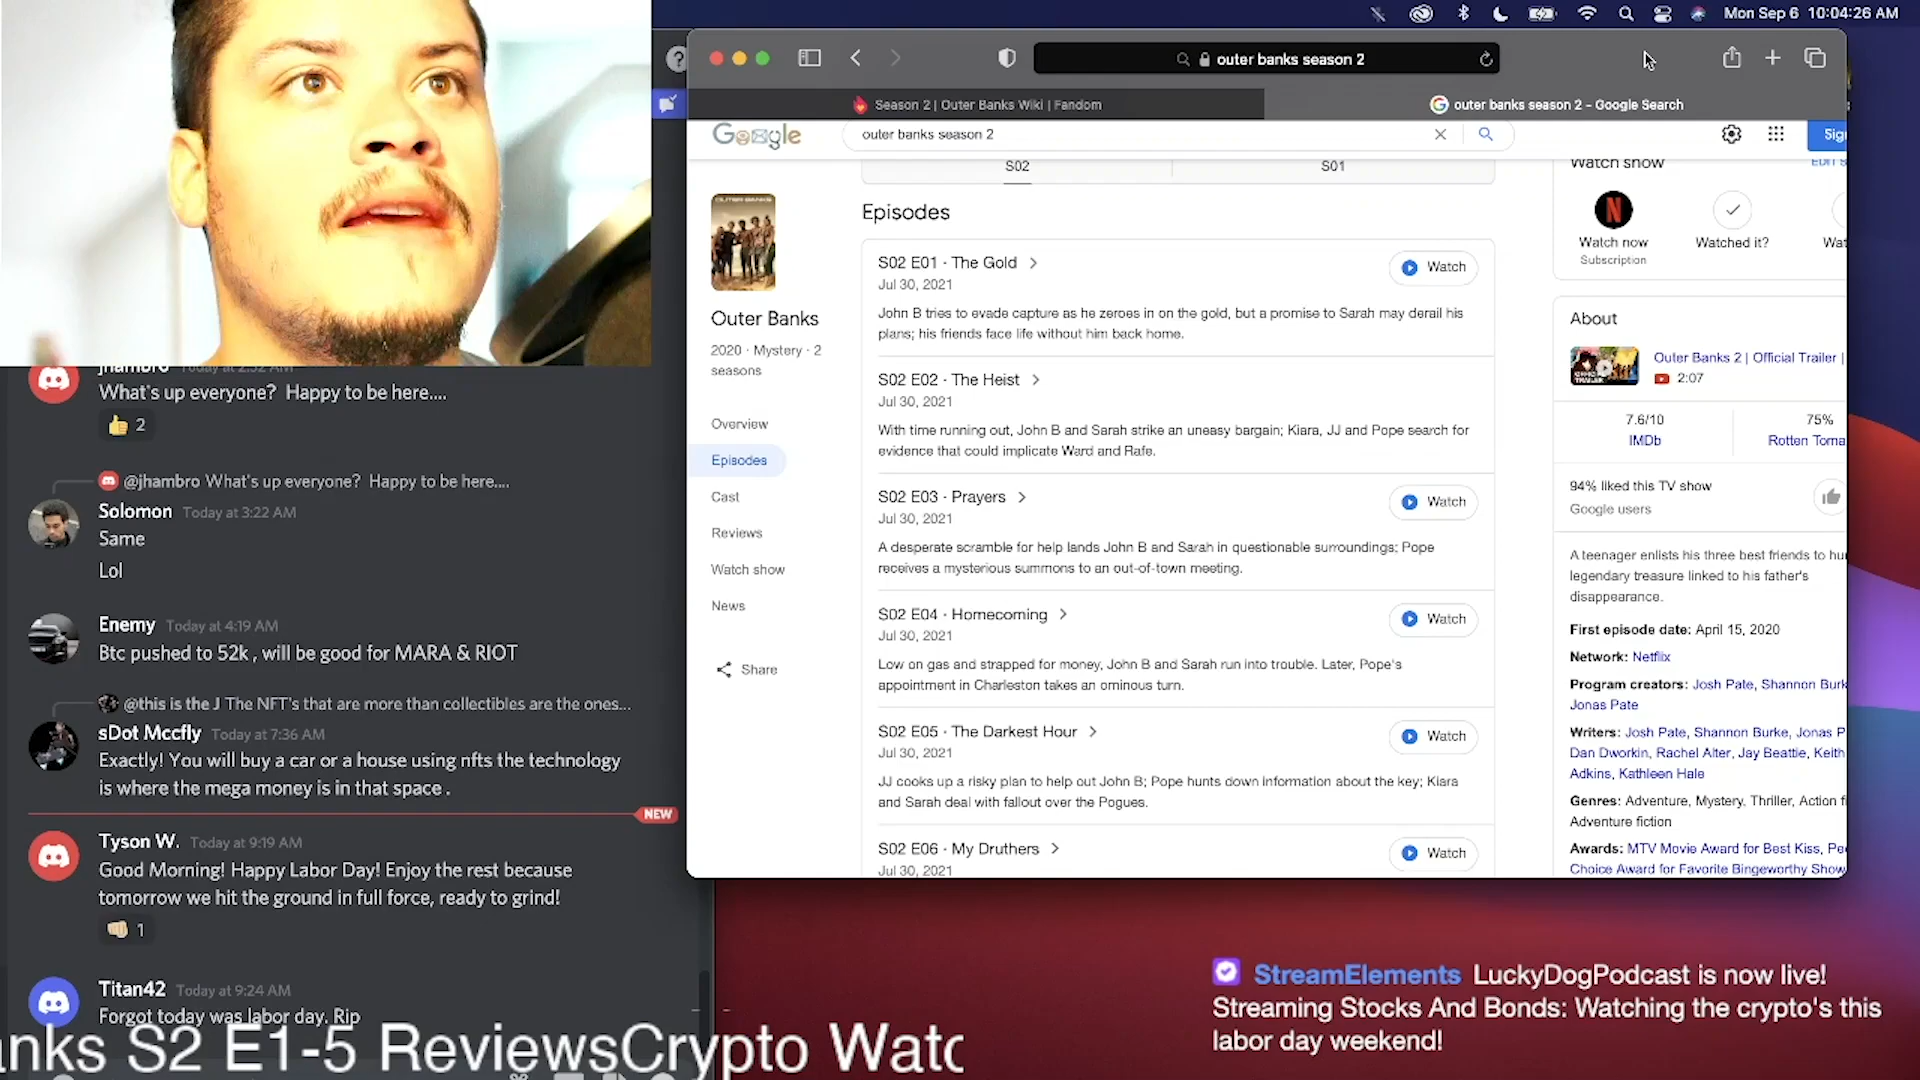 Mon Sep 6 10:04:26 AM
outer banks season 2
Season 2 | Outer Banks Wiki | Fandom
outer banks season 2 – Google Search
Google
outer banks season 2
Sig
S02
S01
Watch show
EDIT S
OUTER BANKS
Outer Banks
2020 · Mystery · 2
seasons
Overview
Episodes
Cast
Reviews
Watch show
News
Share
Episodes
S02 E01 · The Gold
Jul 30, 2021
Watch
John B tries to evade capture as he zeroes in on the gold, but a promise to Sarah may derail his
plans; his friends face life without him back home.
S02 E02 · The Heist
Jul 30, 2021
With time running out, John B and Sarah strike an uneasy bargain; Kiara, JJ and Pope search for
evidence that could implicate Ward and Rafe.
S02 E03 · Prayers
Jul 30, 2021
Watch
A desperate scramble for help lands John B and Sarah in questionable surroundings; Pope
receives a mysterious summons to an out-of-town meeting.
S02 E04 · Homecoming
Jul 30, 2021
Watch
Low on gas and strapped for money, John B and Sarah run into trouble. Later, Pope's
appointment in Charleston takes an ominous turn.
S02 E05 · The Darkest Hour
Jul 30, 2021
Watch
JJ cooks up a risky plan to help out John B; Pope hunts down information about the key; Kiara
and Sarah deal with fallout over the Pogues.
S02 E06 · My Druthers
Jul 30, 2021
Watch
N
Watch now
Subscription
Watched it?
Wat
About
Outer Banks 2 | Official Trailer |
2:07
7.6/10
IMDb
75%
Rotten Toma
94% liked this TV show
Google users
A teenager enlists his three best friends to hu
legendary treasure linked to his father's
disappearance.
First episode date: April 15, 2020
Network: Netflix
Program creators: Josh Pate, Shannon Burk
Jonas Pate
Writers: Josh Pate, Shannon Burke, Jonas P
Dan Dworkin, Rachel Alter, Jay Beattie, Keith
Adkins, Kathleen Hale
Genres: Adventure, Mystery, Thriller, Action fi
Adventure fiction
Awards: MTV Movie Award for Best Kiss, Pe
Choice Award for Favorite Bingeworthy Show
jhambro Today at 2:52 AM
What's up everyone? Happy to be here....
2
@jhambro What's up everyone? Happy to be here....
Solomon Today at 3:22 AM
Same
Lol
Enemy Today at 4:19 AM
Btc pushed to 52k , will be good for MARA & RIOT
@this is the J The NFT's that are more than collectibles are the ones...
sDot Mccfly Today at 7:36 AM
Exactly! You will buy a car or a house using nfts the technology
is where the mega money is in that space .
NEW
Tyson W. Today at 9:19 AM
Good Morning! Happy Labor Day! Enjoy the rest because
tomorrow we hit the ground in full force, ready to grind!
1
Titan42 Today at 9:24 AM
Forgot today was labor day. Rip
anks S2 E1-5 ReviewsCrypto Watc
StreamElements LuckyDogPodcast is now live!
Streaming Stocks And Bonds: Watching the crypto's this
labor day weekend!